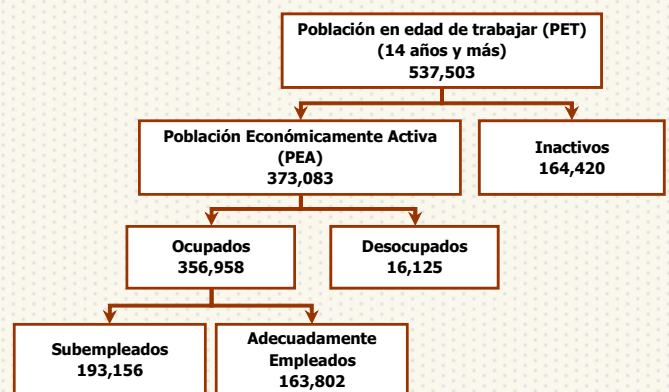 Población en edad de trabajar (PET)
(14 años y más)
537,503
Población Económicamente Activa
(PEA)
373,083
Inactivos
164,420
Ocupados
356,958
Desocupados
16,125
Subempleados
193,156
Adecuadamente
Empleados
163,802